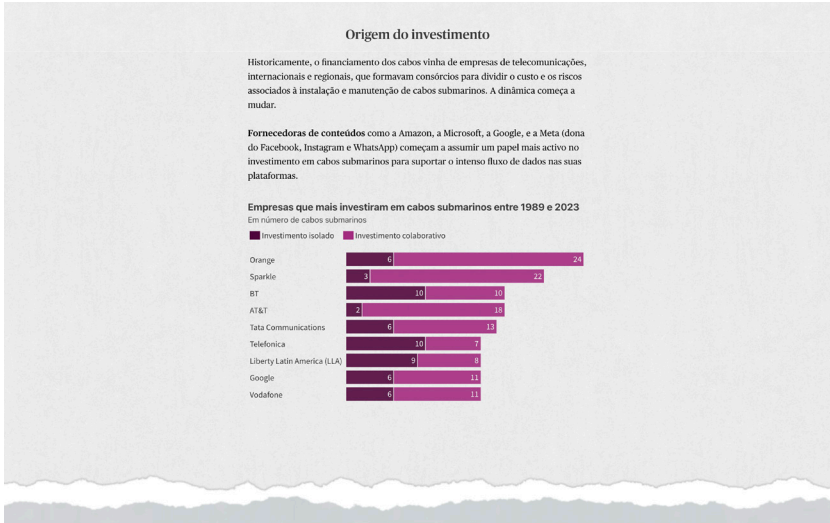 Origem do investimento
Historicamente, o financiamento dos cabos vinha de empresas de telecomunicações,
internacionais e regionais, que formavam consórcios para dividir o custo e os riscos
associados à instalação e manutenção de cabos submarinos. A dinâmica começa a
mudar.
Fornecedoras de conteúdos como a Amazon, a Microsoft, a Google, e a Meta (dona
do Facebook, Instagram e WhatsApp) começam a assumir um papel mais activo no
investimento em cabos submarinos para suportar o intenso fluxo de dados nas suas
plataformas.
Empresas que mais investiram em cabos submarinos entre 1989 e 2023
Em número de cabos submarinos
Investimento isolado Investimento colaborativo
Orange 6 24
Sparkle 3 22
BT 10 10
AT&T 2 18
Tata Communications 6 13
Telefonica 10 7
Liberty Latin America (LLA) 9 8
Google 6 11
Vodafone 6 11